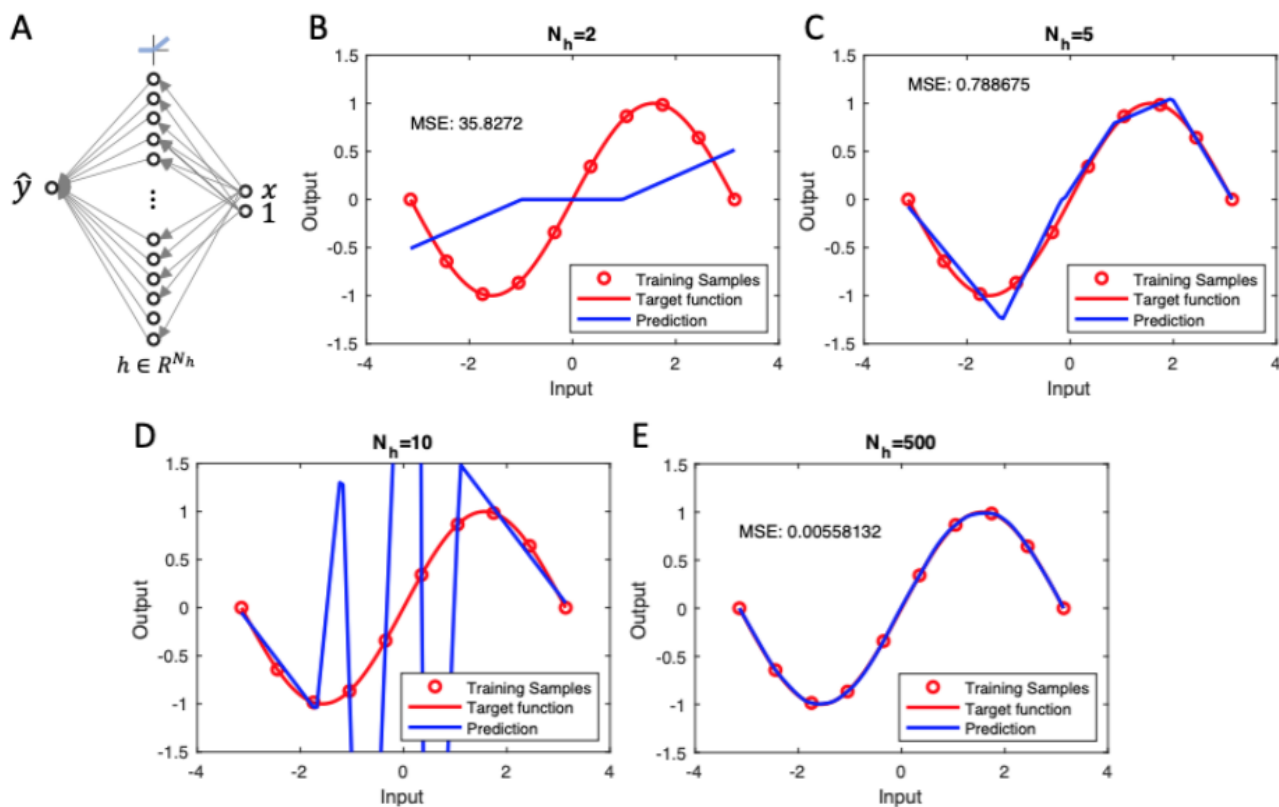 A
ŷ
x
1
⋮
h ∈ R^{N_h}
B
N_h=2
MSE: 35.8272
Output
1.5
1
0.5
0
-0.5
-1
-1.5
-4
-2
0
2
4
Input
Training Samples
Target function
Prediction
C
N_h=5
MSE: 0.788675
Output
1.5
1
0.5
0
-0.5
-1
-1.5
-4
-2
0
2
4
Input
Training Samples
Target function
Prediction
D
N_h=10
Output
1.5
1
0.5
0
-0.5
-1
-1.5
-4
-2
0
2
4
Input
Training Samples
Target function
Prediction
E
N_h=500
MSE: 0.00558132
Output
1.5
1
0.5
0
-0.5
-1
-1.5
-4
-2
0
2
4
Input
Training Samples
Target function
Prediction